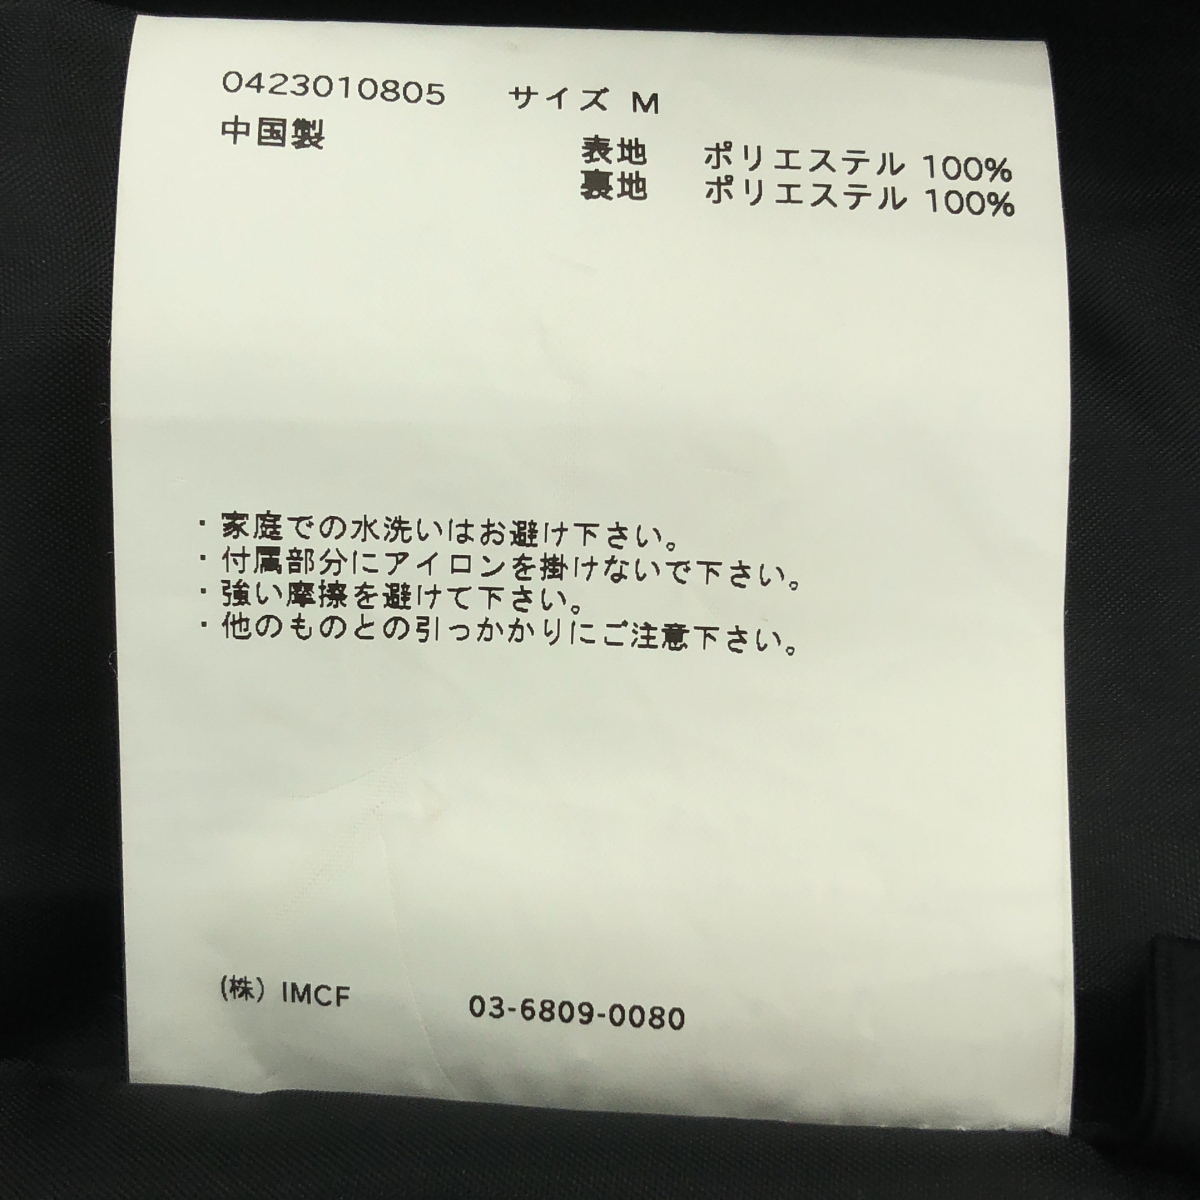 0423010805 サイズ M
中国製
表地 ポリエステル 100%
裏地 ポリエステル 100%
・家庭での水洗いはお避け下さい。
・付属部分にアイロンを掛けないで下さい。
・強い摩擦を避けて下さい。
・他のものとの引っかかりにご注意下さい。
(株) IMCF 03-6809-0080